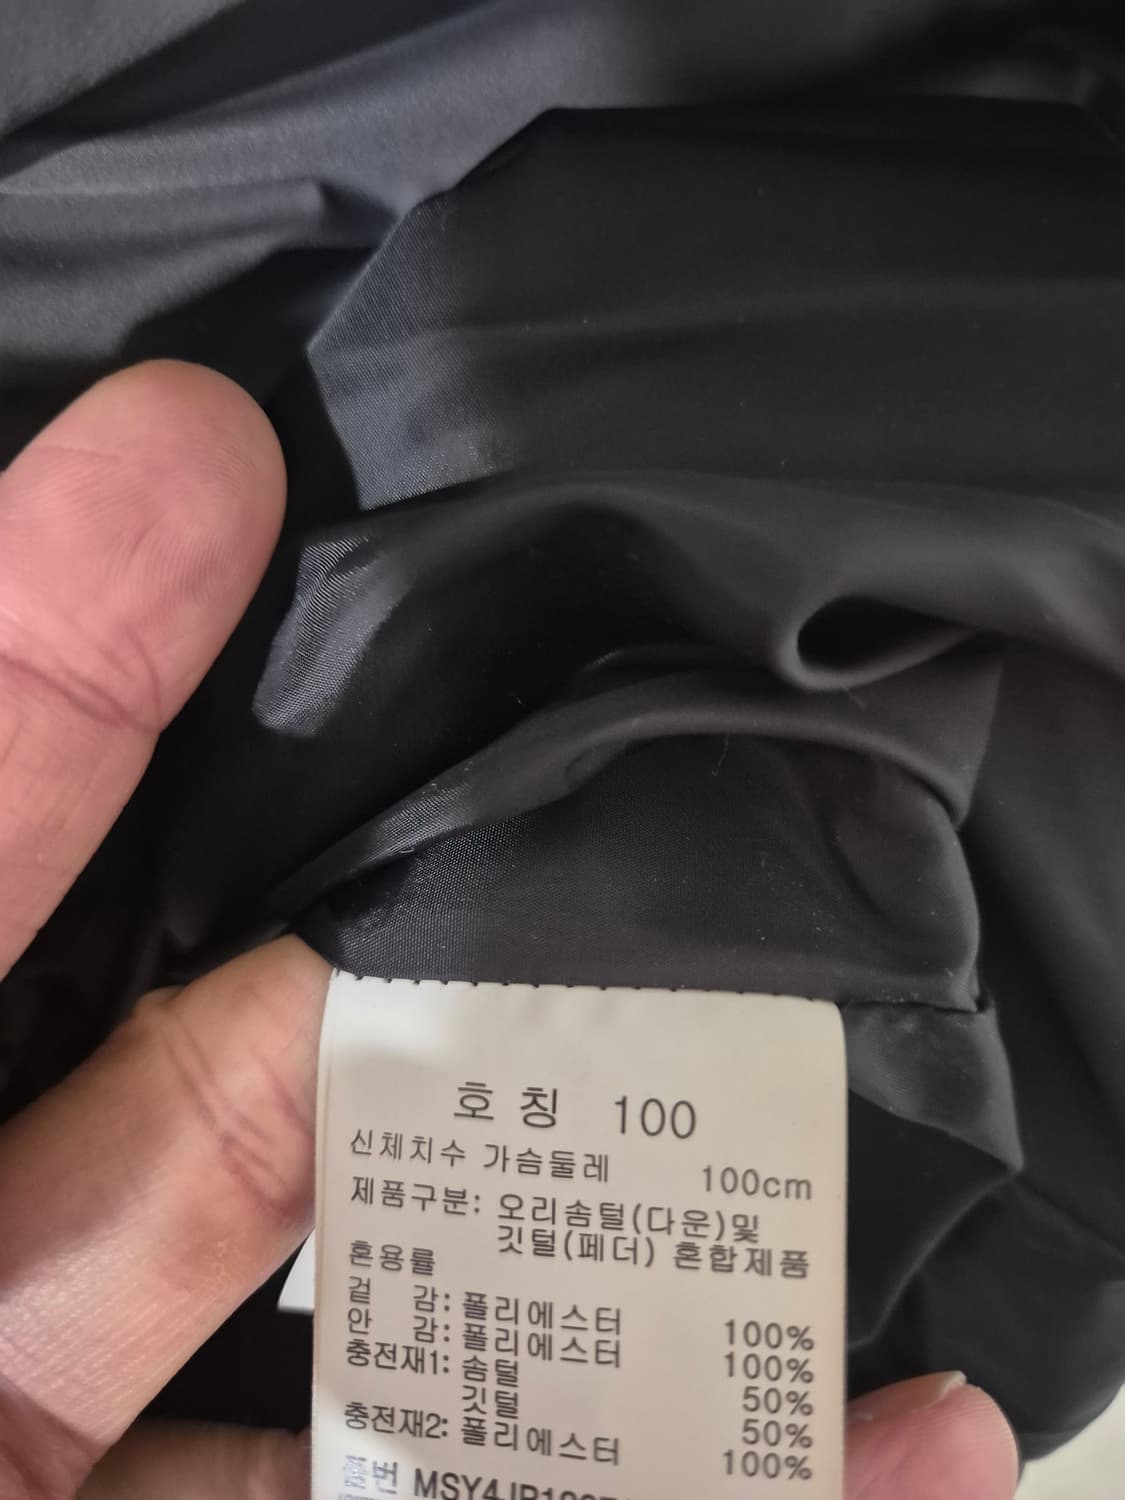 호칭 100
신체치수 가슴둘레 100cm
제품구분: 오리솜털(다운)및
깃털(페더) 혼합제품
혼용률
겉 감: 폴리에스터 100%
안 감: 폴리에스터 100%
충전재1: 솜털 50%
깃털 50%
충전재2: 폴리에스터 100%
품번